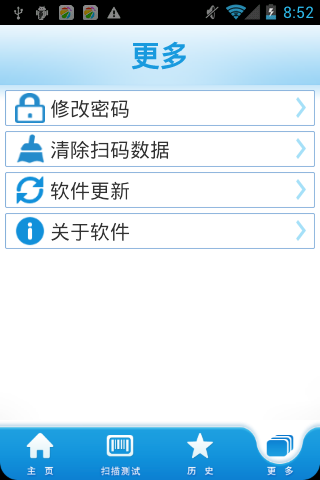 8:52
更多
修改密码
清除扫码数据
软件更新
关于软件
主 页
扫描测试
历 史
更 多